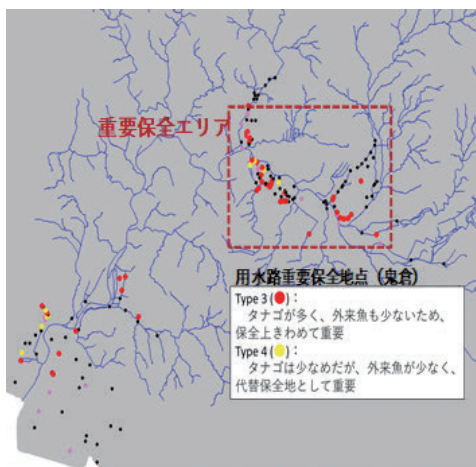 重要保全エリア
用水路重要保全地点（鬼倉）
Type 3 (●)：
タナゴが多く、外来魚も少ないため、
保全上きわめて重要
Type 4 (●)：
タナゴは少なめだが、外来魚が少なく、
代替保全地として重要